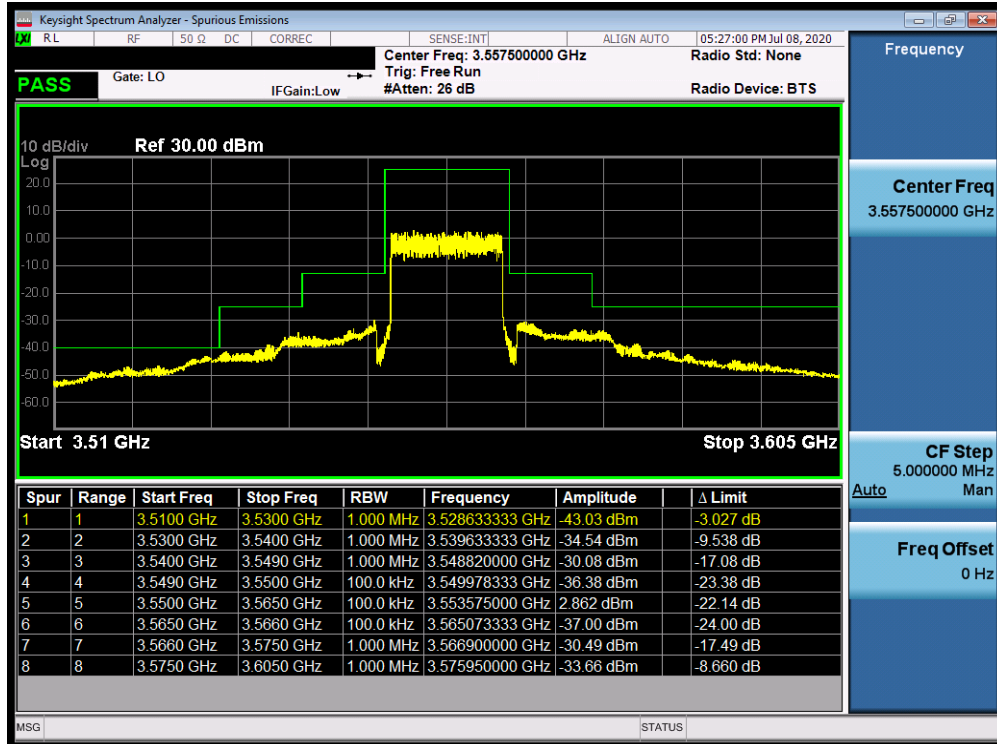 Keysight Spectrum Analyzer - Spurious Emissions
LXI RL RF 50 Ω DC CORREC SENSE:INT ALIGN AUTO 05:27:00 PM Jul 08, 2020
Center Freq: 3.557500000 GHz Radio Std: None
Gate: LO Trig: Free Run
PASS IFGain:Low #Atten: 26 dB Radio Device: BTS
10 dB/div Ref 30.00 dBm
Log
20.0
10.0
0.00
-10.0
-20.0
-30.0
-40.0
-50.0
-60.0
Start 3.51 GHz Stop 3.605 GHz
Spur Range Start Freq Stop Freq RBW Frequency Amplitude Δ Limit
1 1 3.5100 GHz 3.5300 GHz 1.000 MHz 3.528633333 GHz -43.03 dBm -3.027 dB
2 2 3.5300 GHz 3.5400 GHz 1.000 MHz 3.539633333 GHz -34.54 dBm -9.538 dB
3 3 3.5400 GHz 3.5490 GHz 1.000 MHz 3.548820000 GHz -30.08 dBm -17.08 dB
4 4 3.5490 GHz 3.5500 GHz 100.0 kHz 3.549978333 GHz -36.38 dBm -23.38 dB
5 5 3.5500 GHz 3.5650 GHz 100.0 kHz 3.553575000 GHz 2.862 dBm -22.14 dB
6 6 3.5650 GHz 3.5660 GHz 100.0 kHz 3.565073333 GHz -37.00 dBm -24.00 dB
7 7 3.5660 GHz 3.5750 GHz 1.000 MHz 3.566900000 GHz -30.49 dBm -17.49 dB
8 8 3.5750 GHz 3.6050 GHz 1.000 MHz 3.575950000 GHz -33.66 dBm -8.660 dB
MSG STATUS
Frequency
Center Freq
3.557500000 GHz
CF Step
5.000000 MHz
Auto Man
Freq Offset
0 Hz